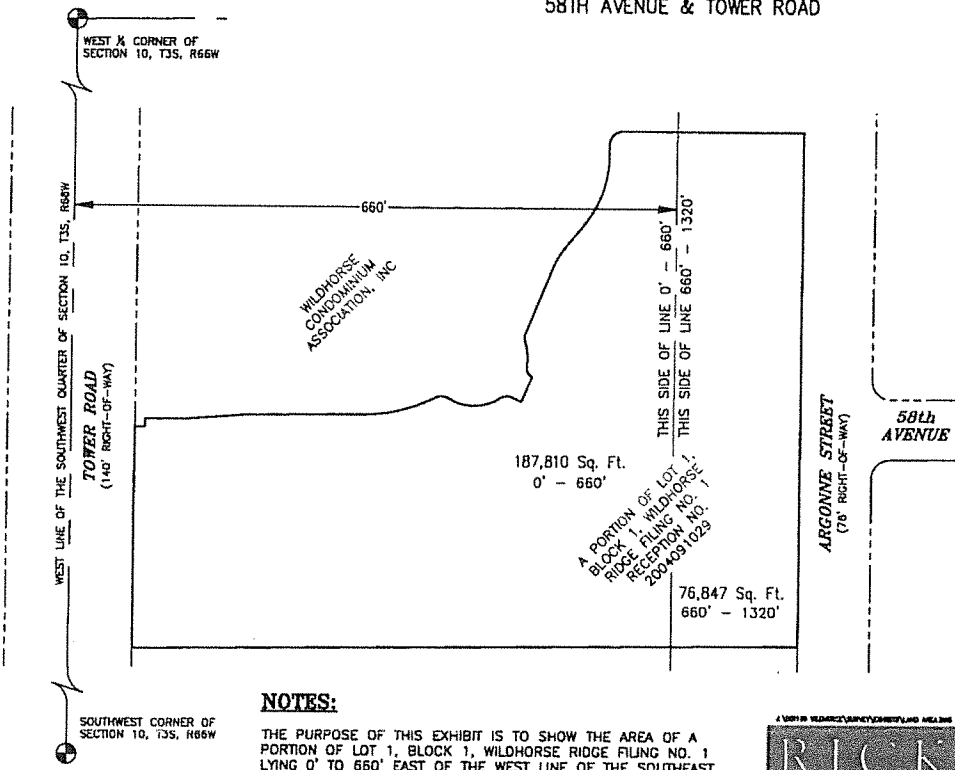 58TH AVENUE & TOWER ROAD
WEST ¼ CORNER OF
SECTION 10, T3S, R66W
WEST LINE OF THE SOUTHWEST QUARTER OF SECTION 10, T3S, R66W
TOWER ROAD
(140' RIGHT-OF-WAY)
660'
WILDHORSE
CONDOMINIUM
ASSOCIATION, INC
THIS SIDE OF LINE 0' - 660'
THIS SIDE OF LINE 660' - 1320'
187,810 Sq. Ft.
0' - 660'
A PORTION OF LOT 1,
BLOCK 1, WILDHORSE
RIDGE FILING NO. 1
RECEPTION NO.
2004091029
76,847 Sq. Ft.
660' - 1320'
ARGONNE STREET
(76' RIGHT-OF-WAY)
58th
AVENUE
SOUTHWEST CORNER OF
SECTION 10, T3S, R66W
NOTES:
THE PURPOSE OF THIS EXHIBIT IS TO SHOW THE AREA OF A
PORTION OF LOT 1, BLOCK 1, WILDHORSE RIDGE FILING NO. 1
LYING 0' TO 660' EAST OF THE WEST LINE OF THE SOUTHEAST
RICK